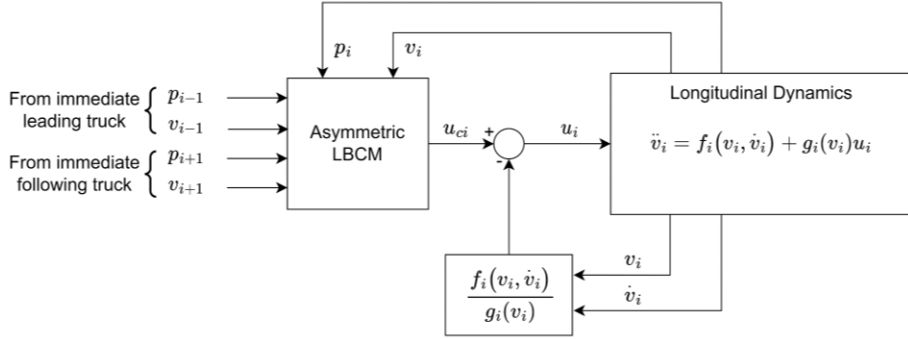 p_i
v_i
From immediate leading truck { p_{i-1}
v_{i-1}
From immediate following truck { p_{i+1}
v_{i+1}
Asymmetric
LBCM
u_{ci}
+
-
u_i
Longitudinal Dynamics
\ddot{v}_i = f_i(v_i, \dot{v}_i) + g_i(v_i)u_i
v_i
\dot{v}_i
f_i(v_i, \dot{v}_i)
g_i(v_i)